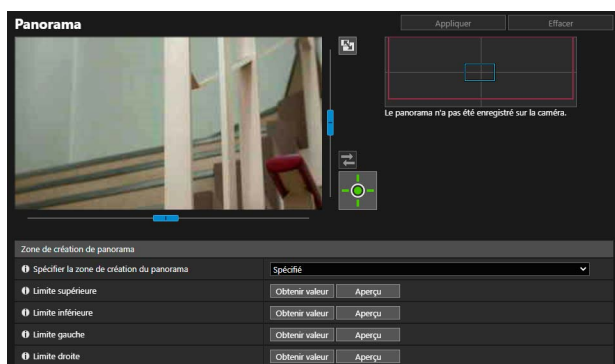 Panorama
Appliquer Effacer
Le panorama n'a pas été enregistré sur la caméra.
Zone de création de panorama
Spécifier la zone de création du panorama Spécifié
Limite supérieure Obtenir valeur Aperçu
Limite inférieure Obtenir valeur Aperçu
Limite gauche Obtenir valeur Aperçu
Limite droite Obtenir valeur Aperçu